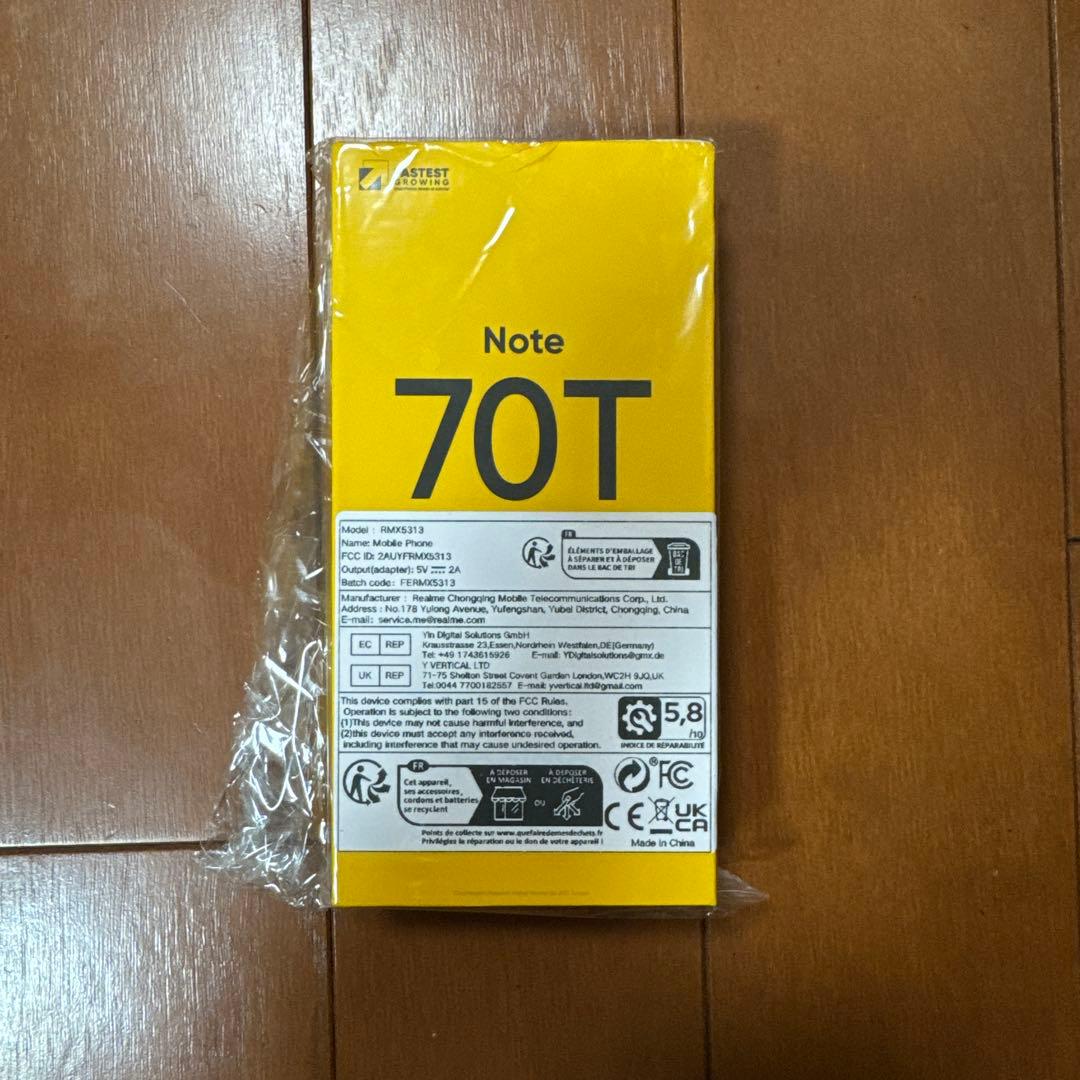 FASTEST
GROWING
Note
70T
Model : RMX5313
Name: Mobile Phone
FCC ID: 2AUYFRMX5313
Output(adapter): 5V 2A
Batch code: FERMX5313
FR
ÉLÉMENTS D'EMBALLAGE
À SÉPARER ET À DÉPOSER
DANS LE BAC DE TRI
BAC
DE
TRI
Manufacturer : Realme Chongqing Mobile Telecommunications Corp., Ltd.
Address : No.178 Yulong Avenue, Yufengshan, Yubei District, Chongqing, China
E-mail: service.me@realme.com
EC REP
Yin Digital Solutions GmbH
Krausstrasse 23,Essen,Nordrhein Westfalen,DE(Germany)
Tel: +49 1743615926 E-mail: YDigitalsolutions@gmx.de
UK REP
Y VERTICAL LTD
71-75 Shelton Street Covent Garden London,WC2H 9JQ,UK
Tel:0044 7700182557 E-mail: yvertical.ltd@gmail.com
This device complies with part 15 of the FCC Rules.
Operation is subject to the following two conditions:
(1)This device may not cause harmful interference, and
(2)this device must accept any interference received,
including interference that may cause undesired operation.
5,8
/10
INDICE DE RÉPARABILITÉ
FR
Cet appareil,
ses accessoires,
cordons et batteries
se recyclent
À DÉPOSER
EN MAGASIN
OU
À DÉPOSER
EN DÉCHÈTERIE
Points de collecte sur www.quefairedemesdechets.fr
Privilégiez la réparation ou le don de votre appareil !
® FC
CE UK
CA
Made in China